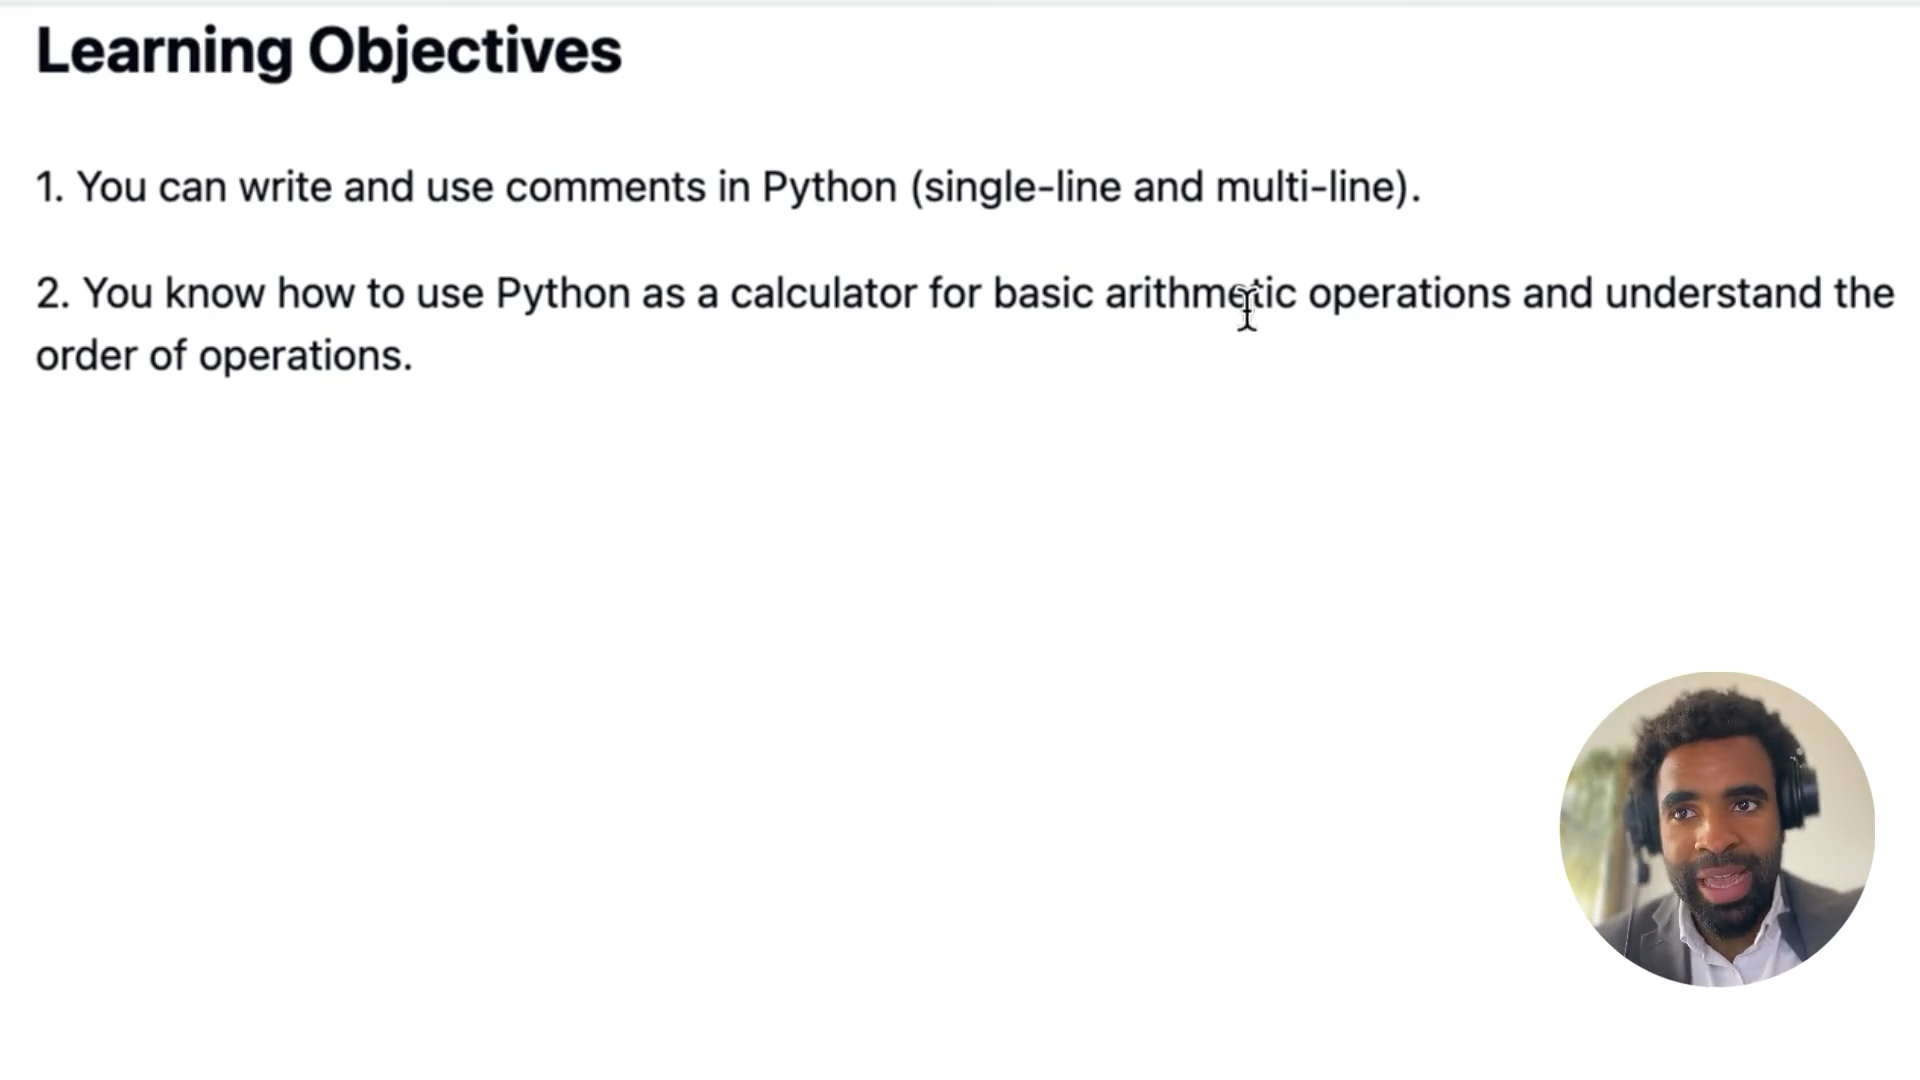 Learning Objectives
1. You can write and use comments in Python (single-line and multi-line).
2. You know how to use Python as a calculator for basic arithmetic operations and understand the
order of operations.